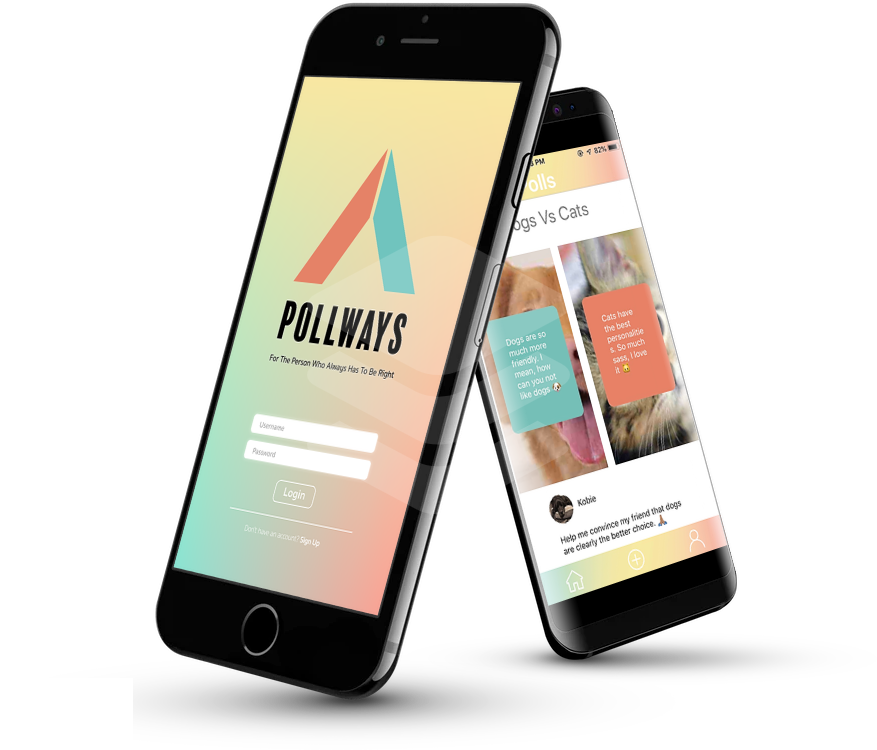 POLLWAYS
For The Person Who Always Has To Be Right
Username
Password
Login
Don't have an account? Sign Up
PM
82%
olls
ogs Vs Cats
Dogs are so
much more
friendly. I
mean, how
can you not
like dogs 🐶
Cats have
the best
personalitie
s. So much
sass, I love
it 😺
Kobie
Help me convince my friend that dogs
are clearly the better choice. 🙏🏽